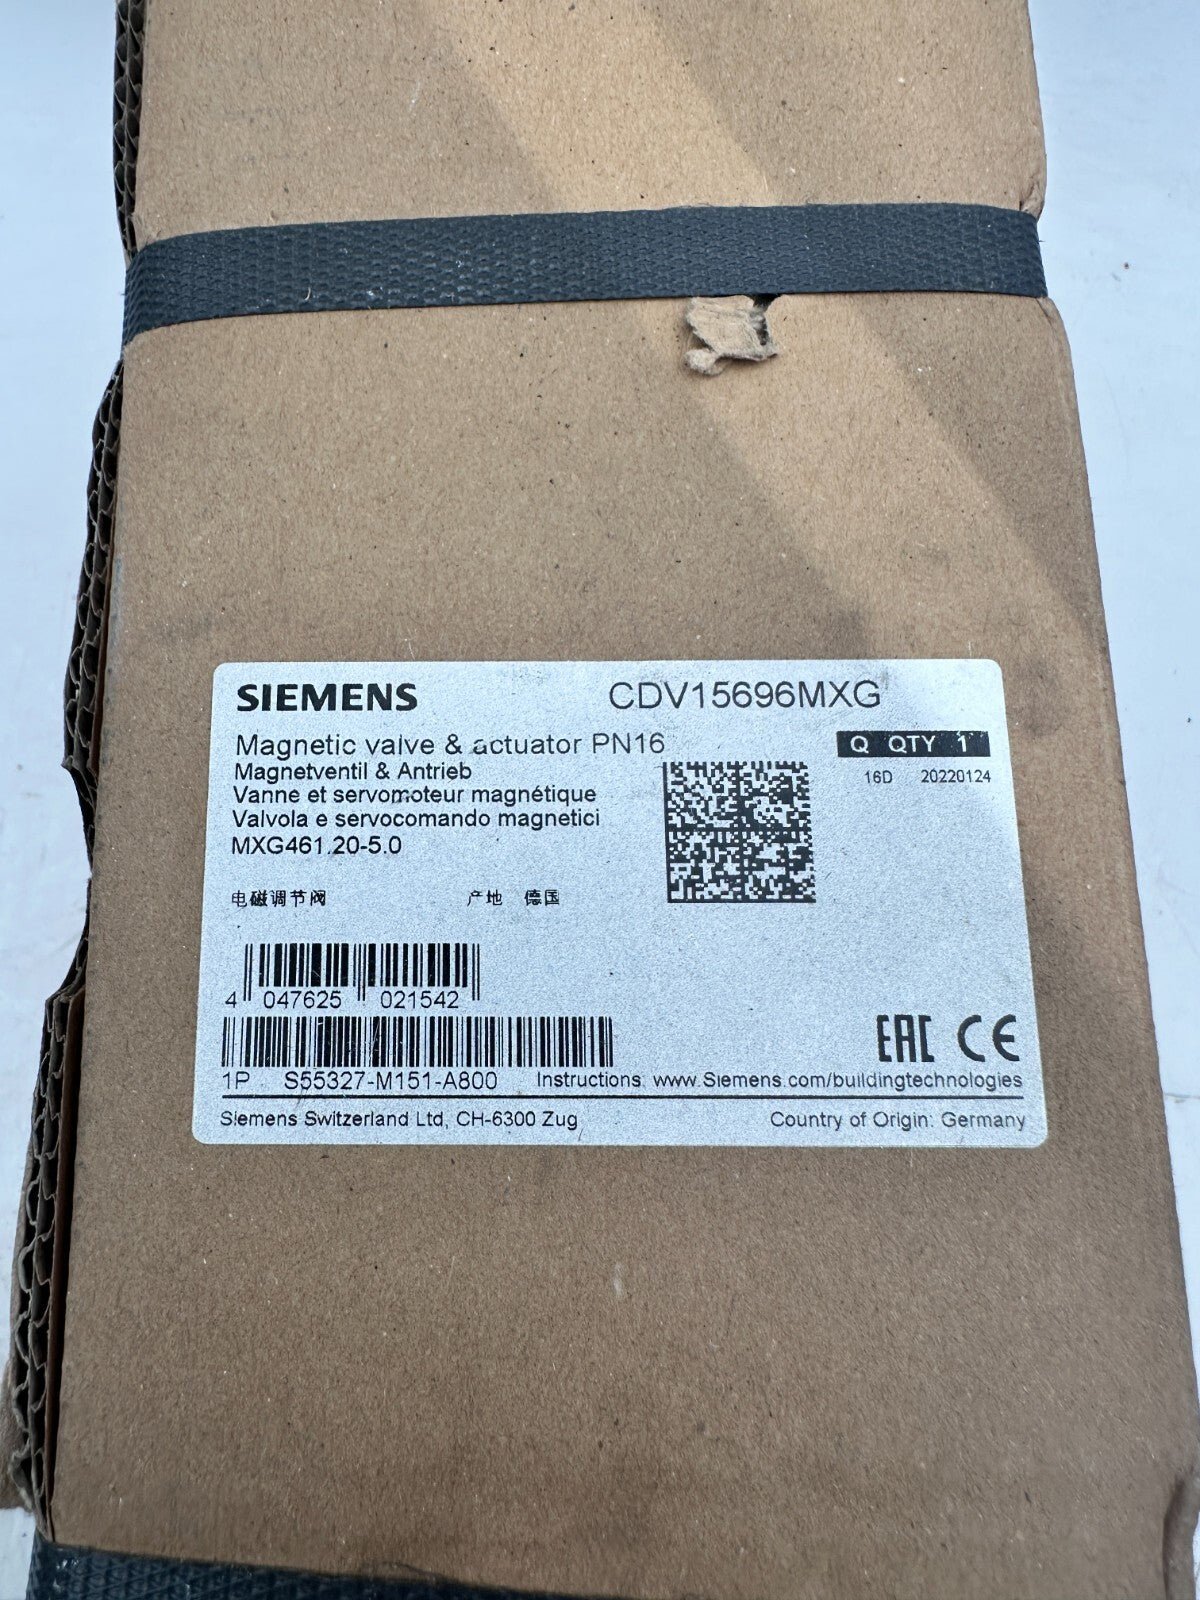 SIEMENS CDV15696MXG
Magnetic valve & actuator PN16 Q QTY 1
Magnetventil & Antrieb 16D 20220124
Vanne et servomoteur magnétique
Valvola e servocomando magnetici
MXG461.20-5.0
电磁调节阀 产地 德国
4 047625 021542
EAC CE
1P S55327-M151-A800 Instructions: www.Siemens.com/buildingtechnologies
Siemens Switzerland Ltd, CH-6300 Zug Country of Origin: Germany